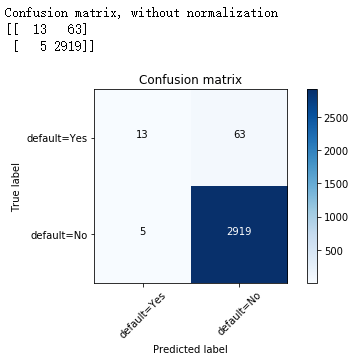 Confusion matrix, without normalization
[[  13   63]
 [   5 2919]]
Confusion matrix
default=Yes
13
63
2500
2000
1500
True label
default=No
5
2919
1000
500
default=Yes
default=No
Predicted label